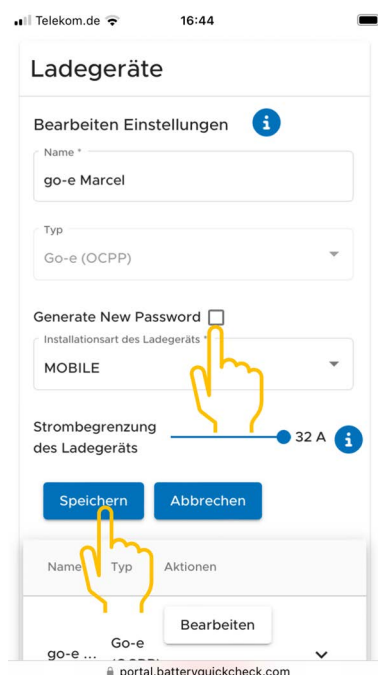 Telekom.de 16:44
Ladegeräte
Bearbeiten Einstellungen i
Name *
go-e Marcel
Typ
Go-e (OCPP)
Generate New Password
Installationsart des Ladegeräts *
MOBILE
Strombegrenzung
des Ladegeräts
32 A i
Speichern Abbrechen
Name Typ Aktionen
Bearbeiten
go-e ... Go-e
portal.batteryquickcheck.com